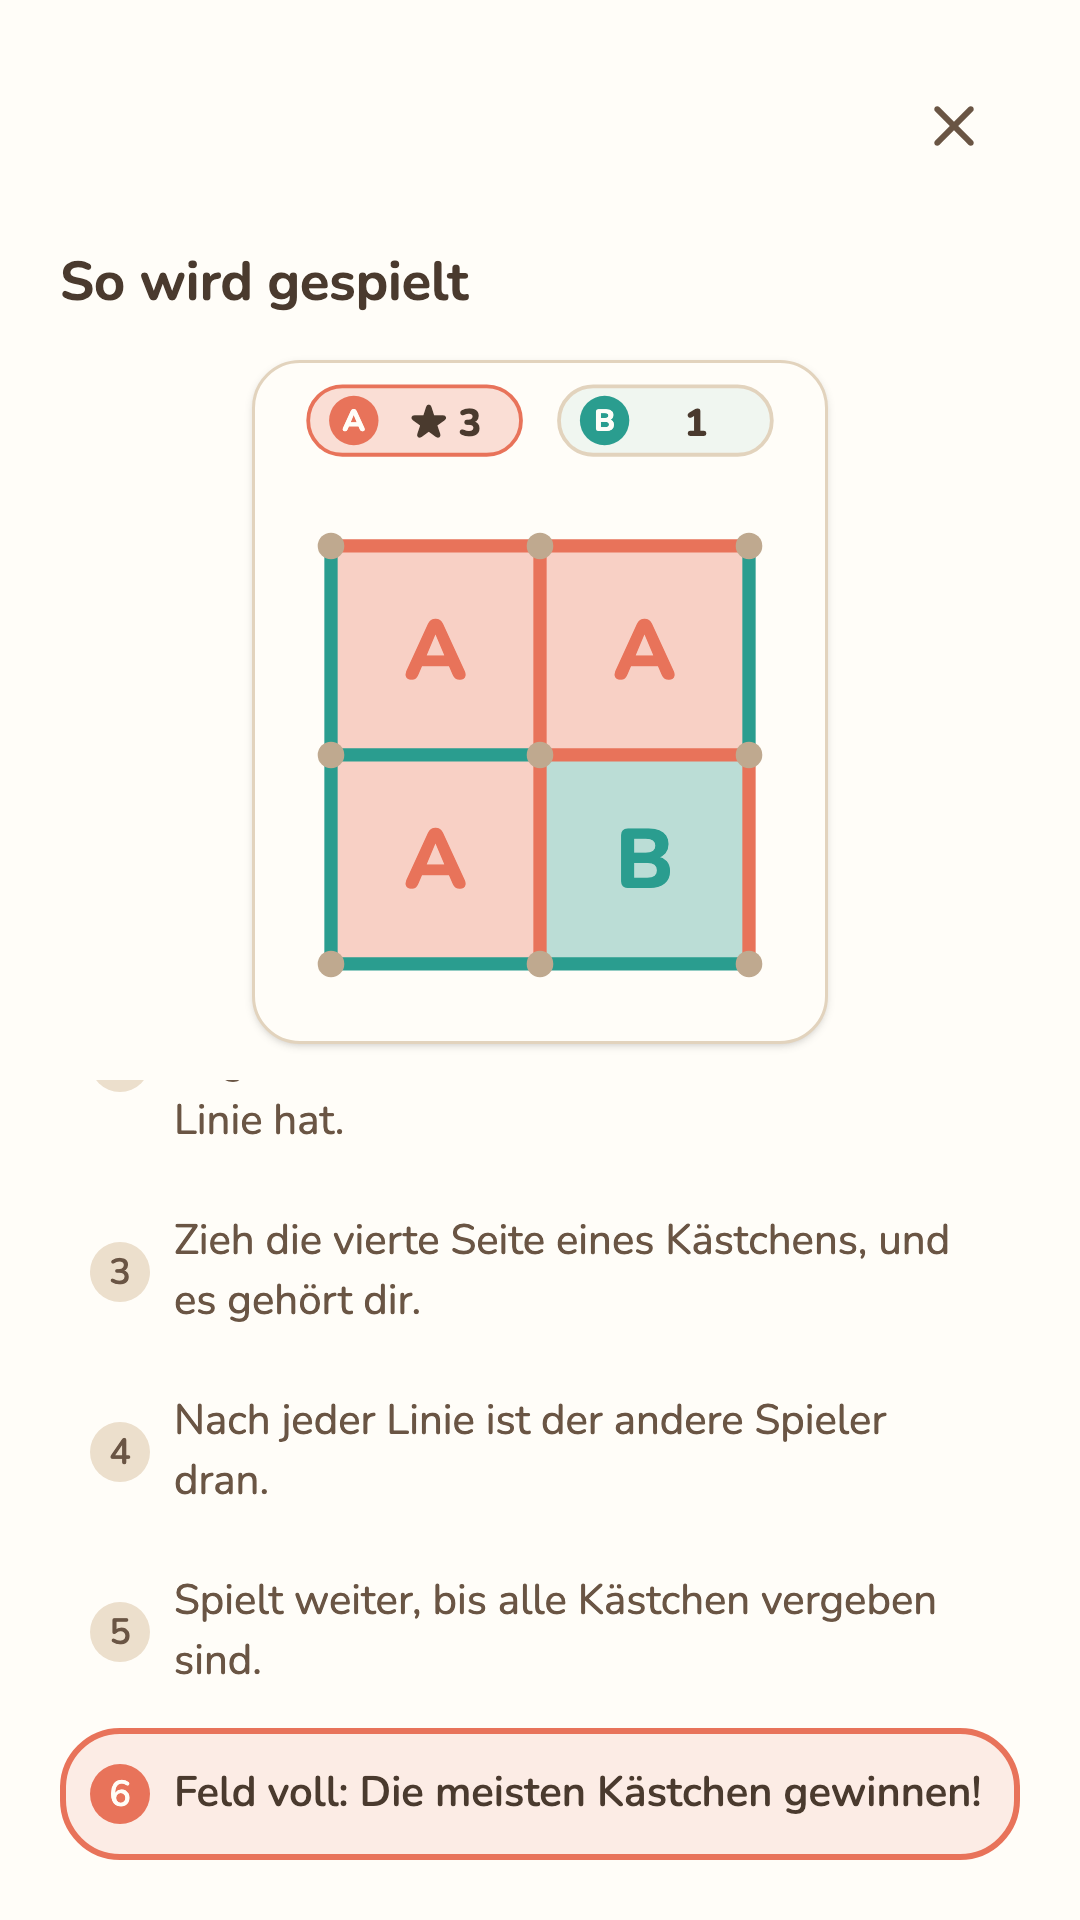 So wird gespielt
A ★ 3 B 1
A A
A B
Linie hat.
3 Zieh die vierte Seite eines Kästchens, und
es gehört dir.
4 Nach jeder Linie ist der andere Spieler
dran.
5 Spielt weiter, bis alle Kästchen vergeben
sind.
6 Feld voll: Die meisten Kästchen gewinnen!